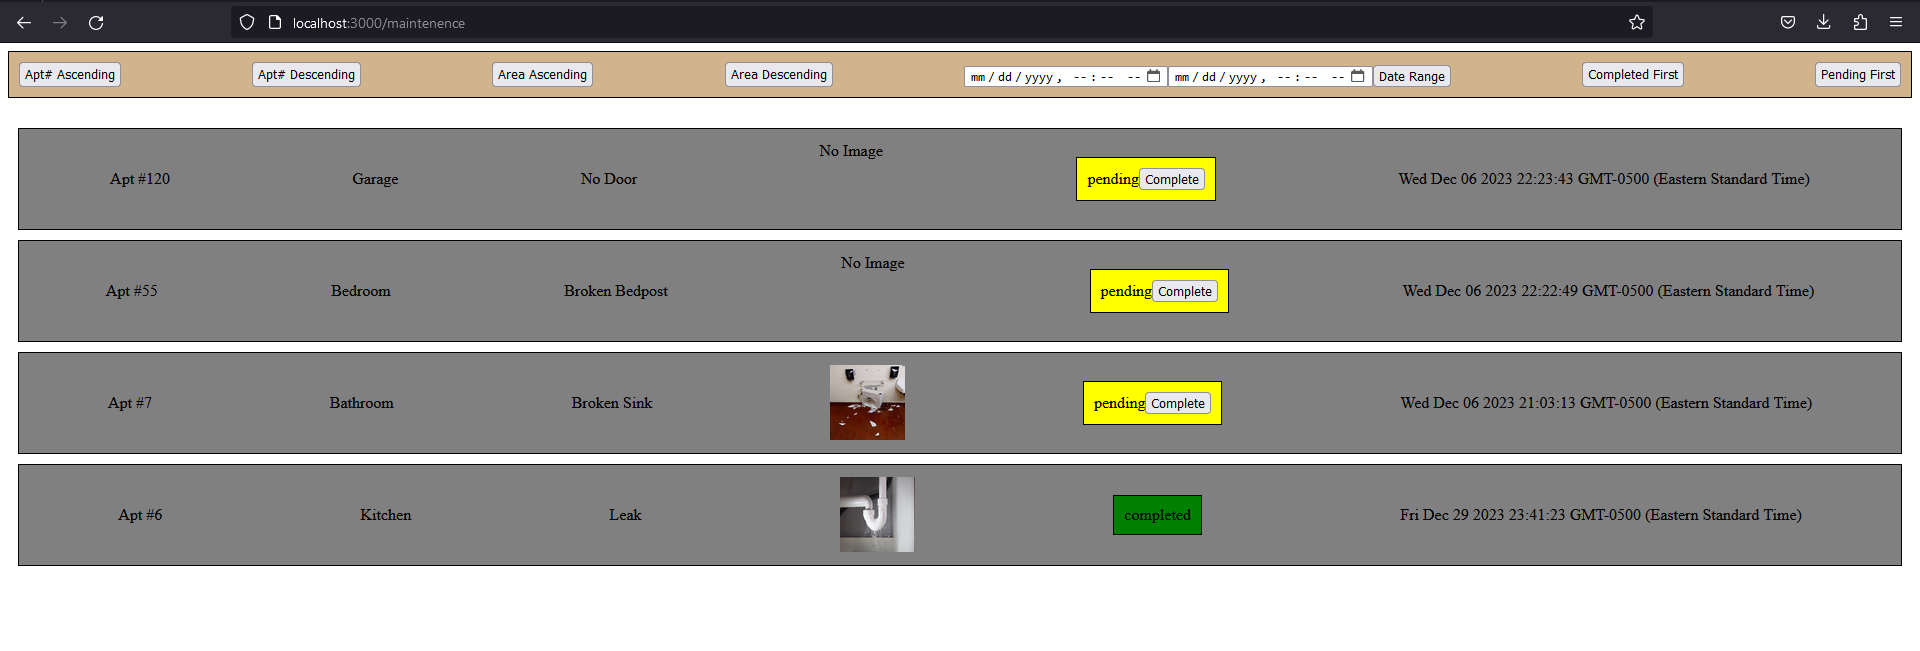 localhost:3000/maintenence
Apt# Ascending Apt# Descending Area Ascending Area Descending mm/dd/yyyy, --:-- -- mm/dd/yyyy, --:-- -- Date Range Completed First Pending First
No Image
Apt #120 Garage No Door pending Complete Wed Dec 06 2023 22:23:43 GMT-0500 (Eastern Standard Time)
No Image
Apt #55 Bedroom Broken Bedpost pending Complete Wed Dec 06 2023 22:22:49 GMT-0500 (Eastern Standard Time)
Apt #7 Bathroom Broken Sink pending Complete Wed Dec 06 2023 21:03:13 GMT-0500 (Eastern Standard Time)
Apt #6 Kitchen Leak completed Fri Dec 29 2023 23:41:23 GMT-0500 (Eastern Standard Time)